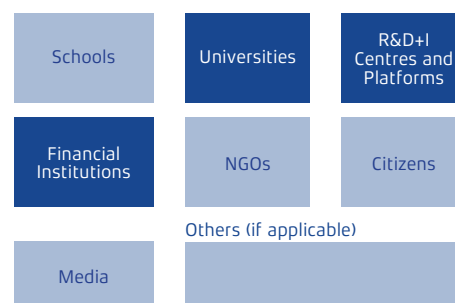 Schools
Universities
R&D+I
Centres and
Platforms
Financial
Institutions
NGOs
Citizens
Others (if applicable)
Media